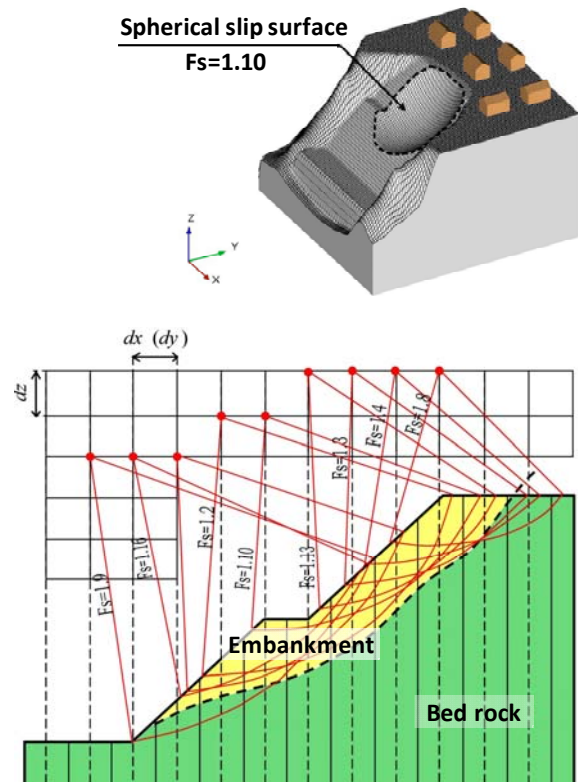 Spherical slip surface
Fs=1.10
Z
Y
X
dx (dy)
dz
Fs=1.9
Fs=1.16
Fs=1.2
Fs=1.10
Fs=1.13
Fs=1.3
Fs=1.4
Fs=1.8
Embankment
Bed rock